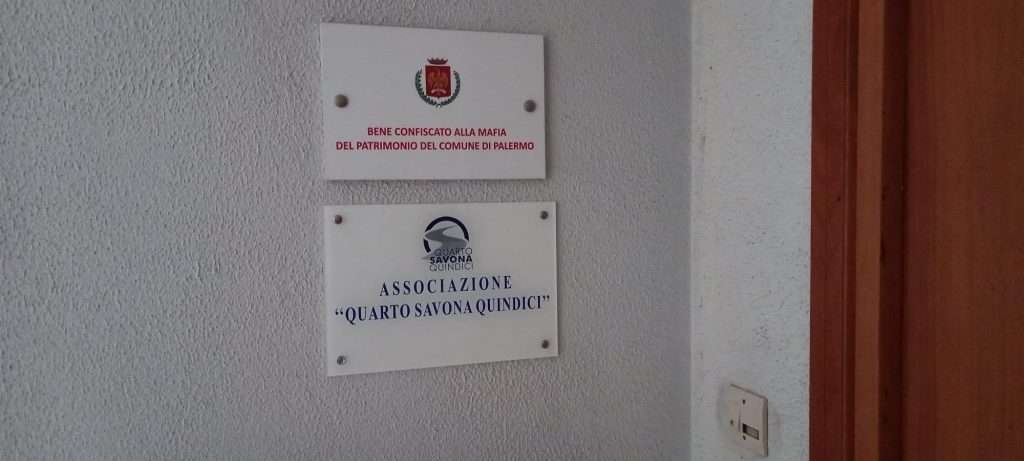 BENE CONFISCATO ALLA MAFIA
DEL PATRIMONIO DEL COMUNE DI PALERMO
QUARTO
SAVONA
QUINDICI
ASSOCIAZIONE
“QUARTO SAVONA QUINDICI”